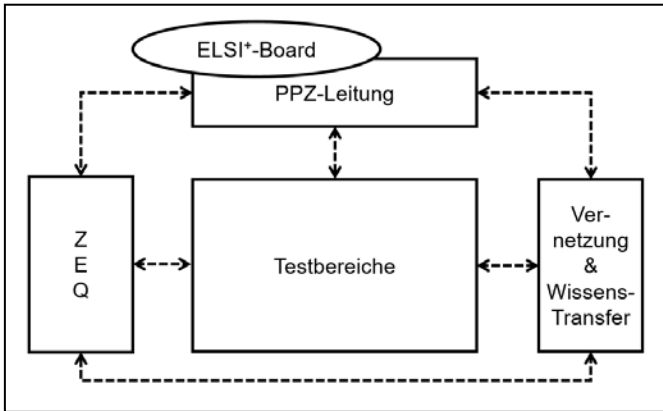 ELSI⁺-Board
PPZ-Leitung
Z
E
Q
Testbereiche
Ver-
netzung
&
Wissens-
Transfer